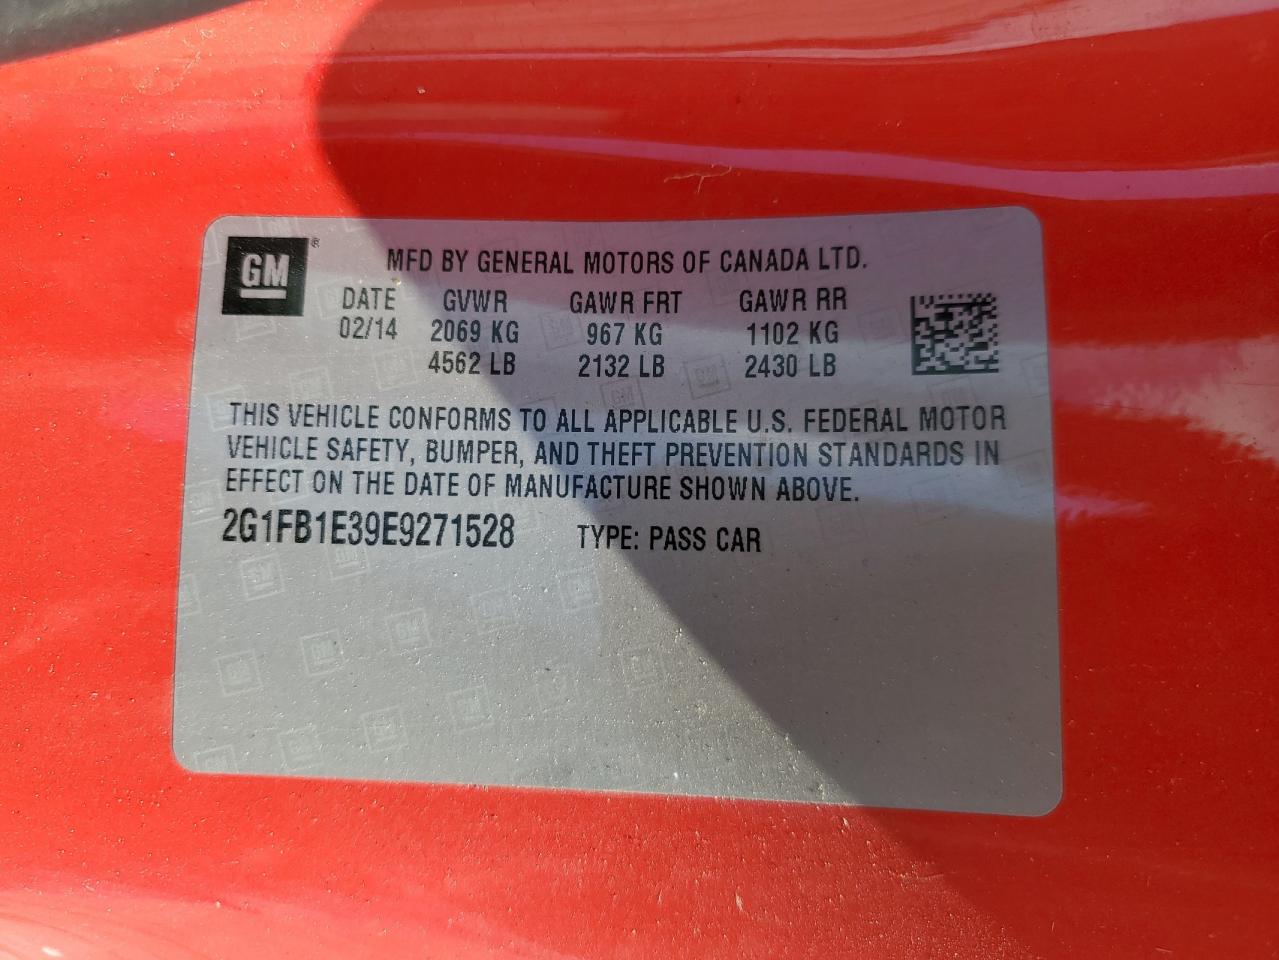 GM ®
MFD BY GENERAL MOTORS OF CANADA LTD.
DATE GVWR GAWR FRT GAWR RR
02/14 2069 KG 967 KG 1102 KG
4562 LB 2132 LB 2430 LB
THIS VEHICLE CONFORMS TO ALL APPLICABLE U.S. FEDERAL MOTOR
VEHICLE SAFETY, BUMPER, AND THEFT PREVENTION STANDARDS IN
EFFECT ON THE DATE OF MANUFACTURE SHOWN ABOVE.
2G1FB1E39E9271528 TYPE: PASS CAR